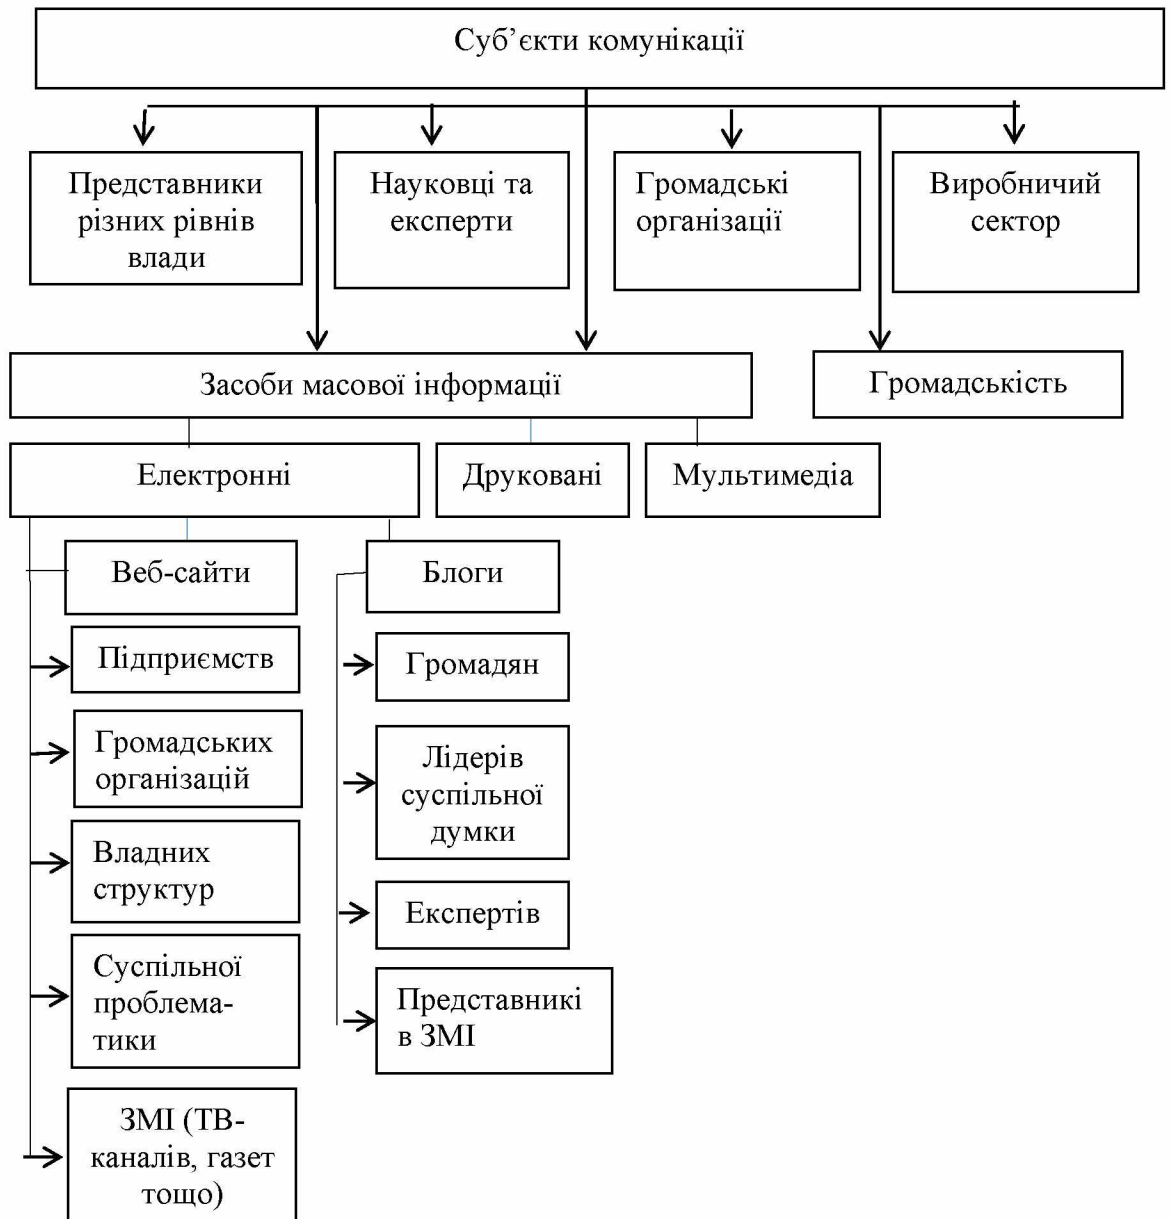 Суб’єкти комунікації
Представники
різних рівнів
влади
Науковці та
експерти
Громадські
організації
Виробничий
сектор
Засоби масової інформації
Громадськість
Електронні
Друковані
Мультимедіа
Веб-сайти
Підприємств
Громадських
організацій
Владних
структур
Суспільної
проблема-
тики
ЗМІ (ТВ-
каналів, газет
тощо)
Блоги
Громадян
Лідерів
суспільної
думки
Експертів
Представникі
в ЗМІ